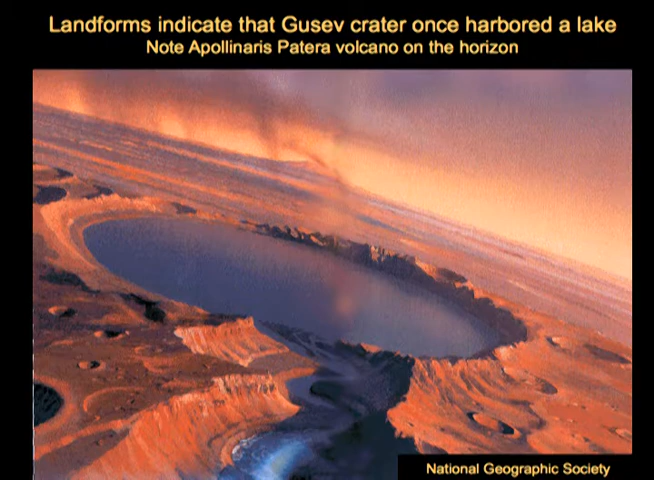 Landforms indicate that Gusev crater once harbored a lake
Note Apollinaris Patera volcano on the horizon
National Geographic Society